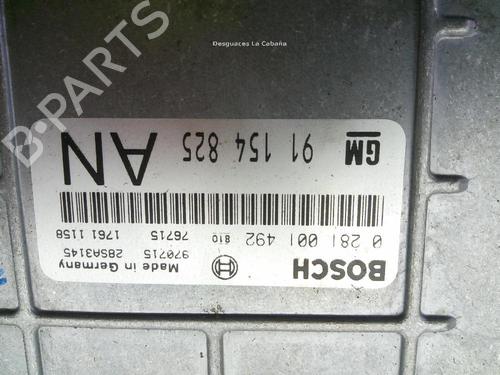 Desguaces La Cabaña
B-PARTS
GM 91 154 825 AN
0 281 001 492 B10 76715 1761 1158
BOSCH 970715 28SA3145
Made in Germany